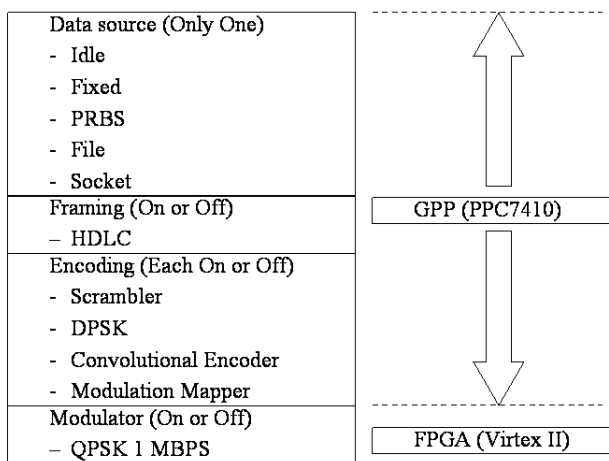 Data source (Only One)
- Idle
- Fixed
- PRBS
- File
- Socket
Framing (On or Off)
– HDLC
Encoding (Each On or Off)
- Scrambler
- DPSK
- Convolutional Encoder
- Modulation Mapper
Modulator (On or Off)
- QPSK 1 MBPS
GPP (PPC7410)
FPGA (Virtex II)